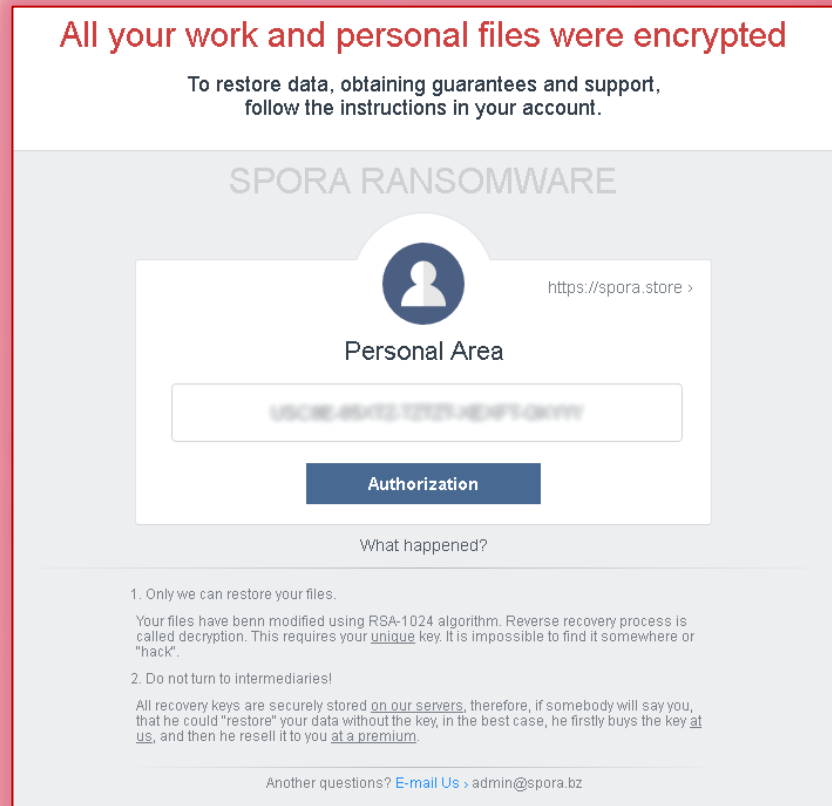 All your work and personal files were encrypted
To restore data, obtaining guarantees and support,
follow the instructions in your account.
SPORA RANSOMWARE
https://spora.store ›
Personal Area
Authorization
What happened?
1. Only we can restore your files.
Your files have benn modified using RSA-1024 algorithm. Reverse recovery process is
called decryption. This requires your unique key. It is impossible to find it somewhere or
"hack".
2. Do not turn to intermediaries!
All recovery keys are securely stored on our servers, therefore, if somebody will say you,
that he could "restore" your data without the key, in the best case, he firstly buys the key at
us, and then he resell it to you at a premium.
Another questions? E-mail Us › admin@spora.bz